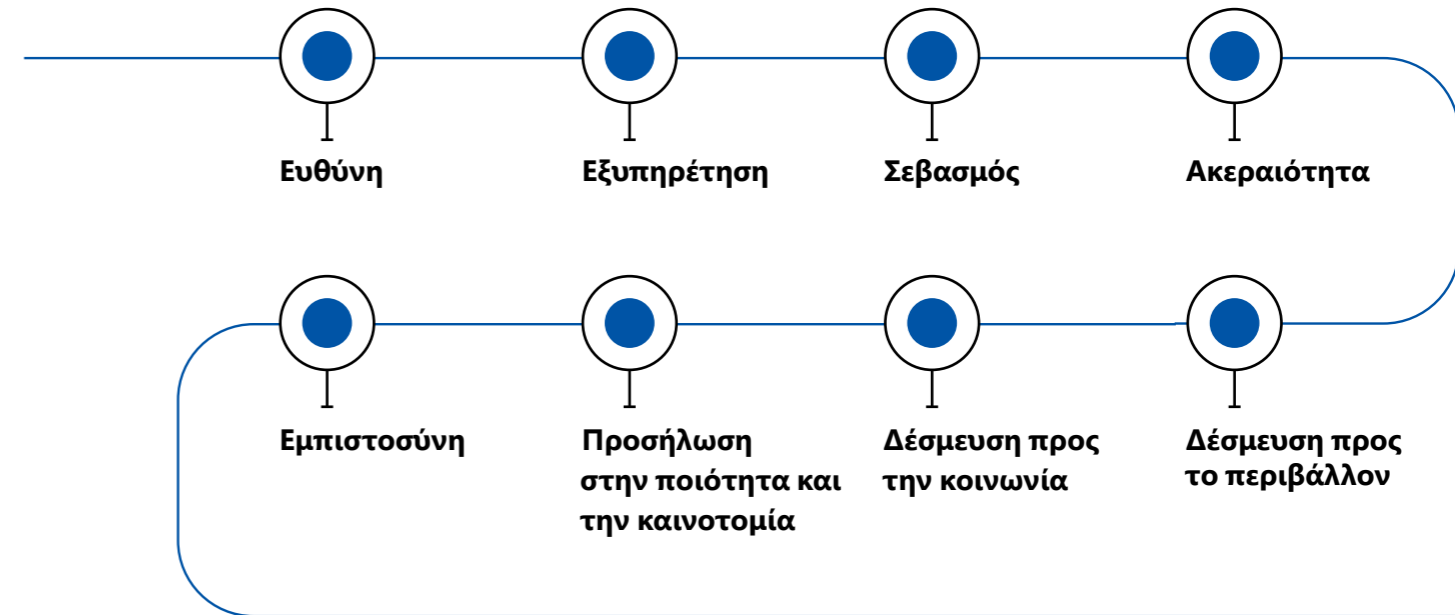 Ευθύνη
Εξυπηρέτηση
Σεβασμός
Ακεραιότητα
Εμπιστοσύνη
Προσήλωση
στην ποιότητα και
την καινοτομία
Δέσμευση προς
την κοινωνία
Δέσμευση προς
το περιβάλλον